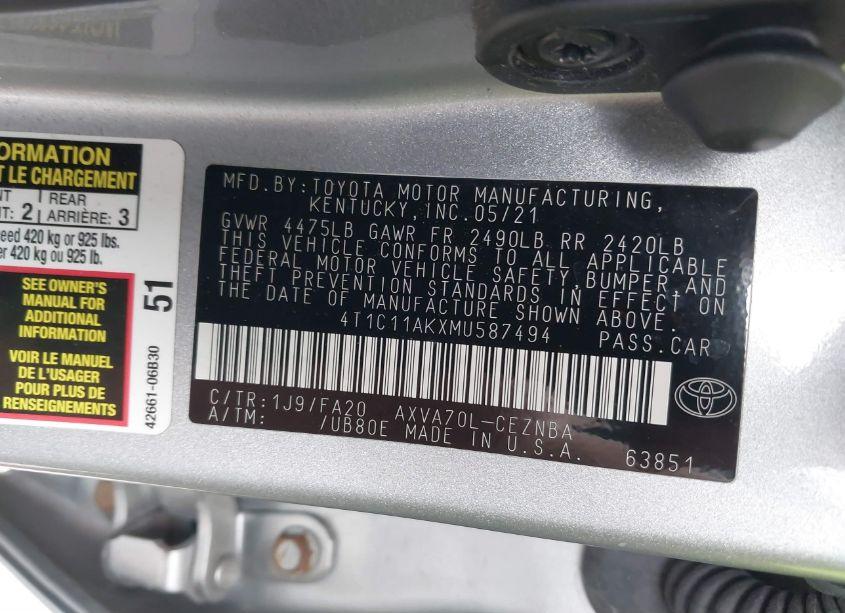 ORMATION
T LE CHARGEMENT
NT REAR
NT: 2 ARRIÈRE: 3
eed 420 kg or 925 lbs.
er 420 kg ou 925 lb.
SEE OWNER'S
MANUAL FOR
ADDITIONAL
INFORMATION
VOIR LE MANUEL
DE L'USAGER
POUR PLUS DE
RENSEIGNEMENTS
51
42661-06B30
MFD.BY:TOYOTA MOTOR MANUFACTURING,
KENTUCKY,INC.05/21
GVWR 4475LB GAWR FR 2490LB RR 2420LB
THIS VEHICLE CONFORMS TO ALL APPLICABLE
FEDERAL MOTOR VEHICLE SAFETY,BUMPER,AND
THEFT PREVENTION STANDARDS IN EFFECT ON
THE DATE OF MANUFACTURE SHOWN ABOVE.
4T1C11AKXMU587494 PASS.CAR
C/TR:1J9/FA20 AXVA70L-CEZNBA
A/TM: /UB80E MADE IN U.S.A.
63851